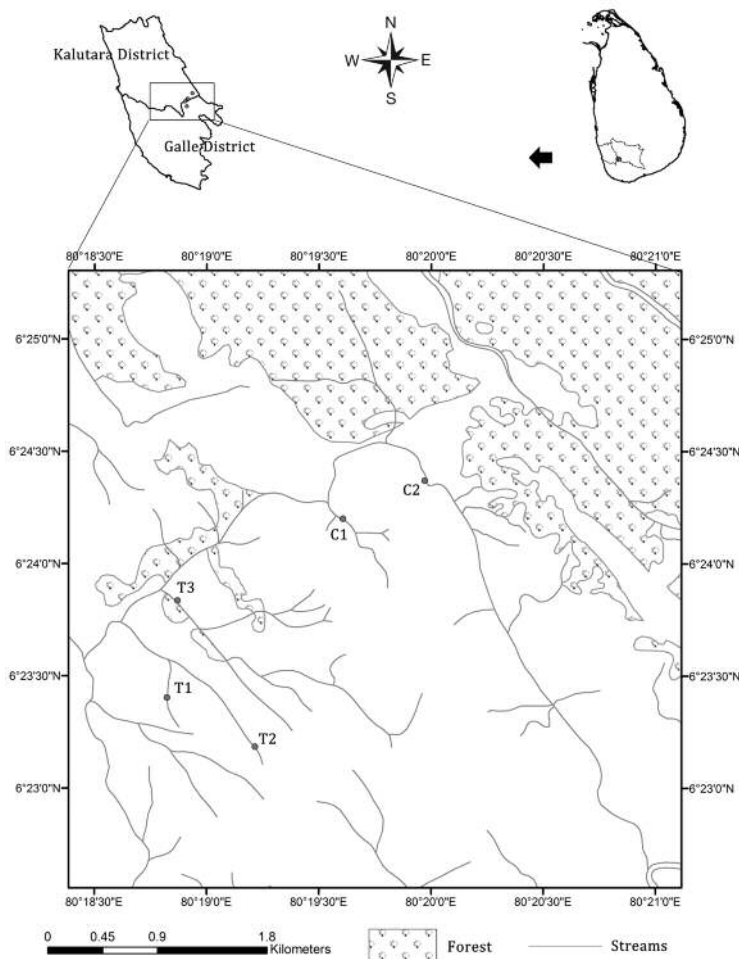 Kalutara District
Galle District
N
W E
S
80°18'30"E 80°19'0"E 80°19'30"E 80°20'0"E 80°20'30"E 80°21'0"E
6°25'0"N 6°25'0"N
6°24'30"N 6°24'30"N
C2
C1
6°24'0"N 6°24'0"N
T3
6°23'30"N 6°23'30"N
T1
T2
6°23'0"N 6°23'0"N
80°18'30"E 80°19'0"E 80°19'30"E 80°20'0"E 80°20'30"E 80°21'0"E
0 0.45 0.9 1.8
Kilometers
Forest
Streams